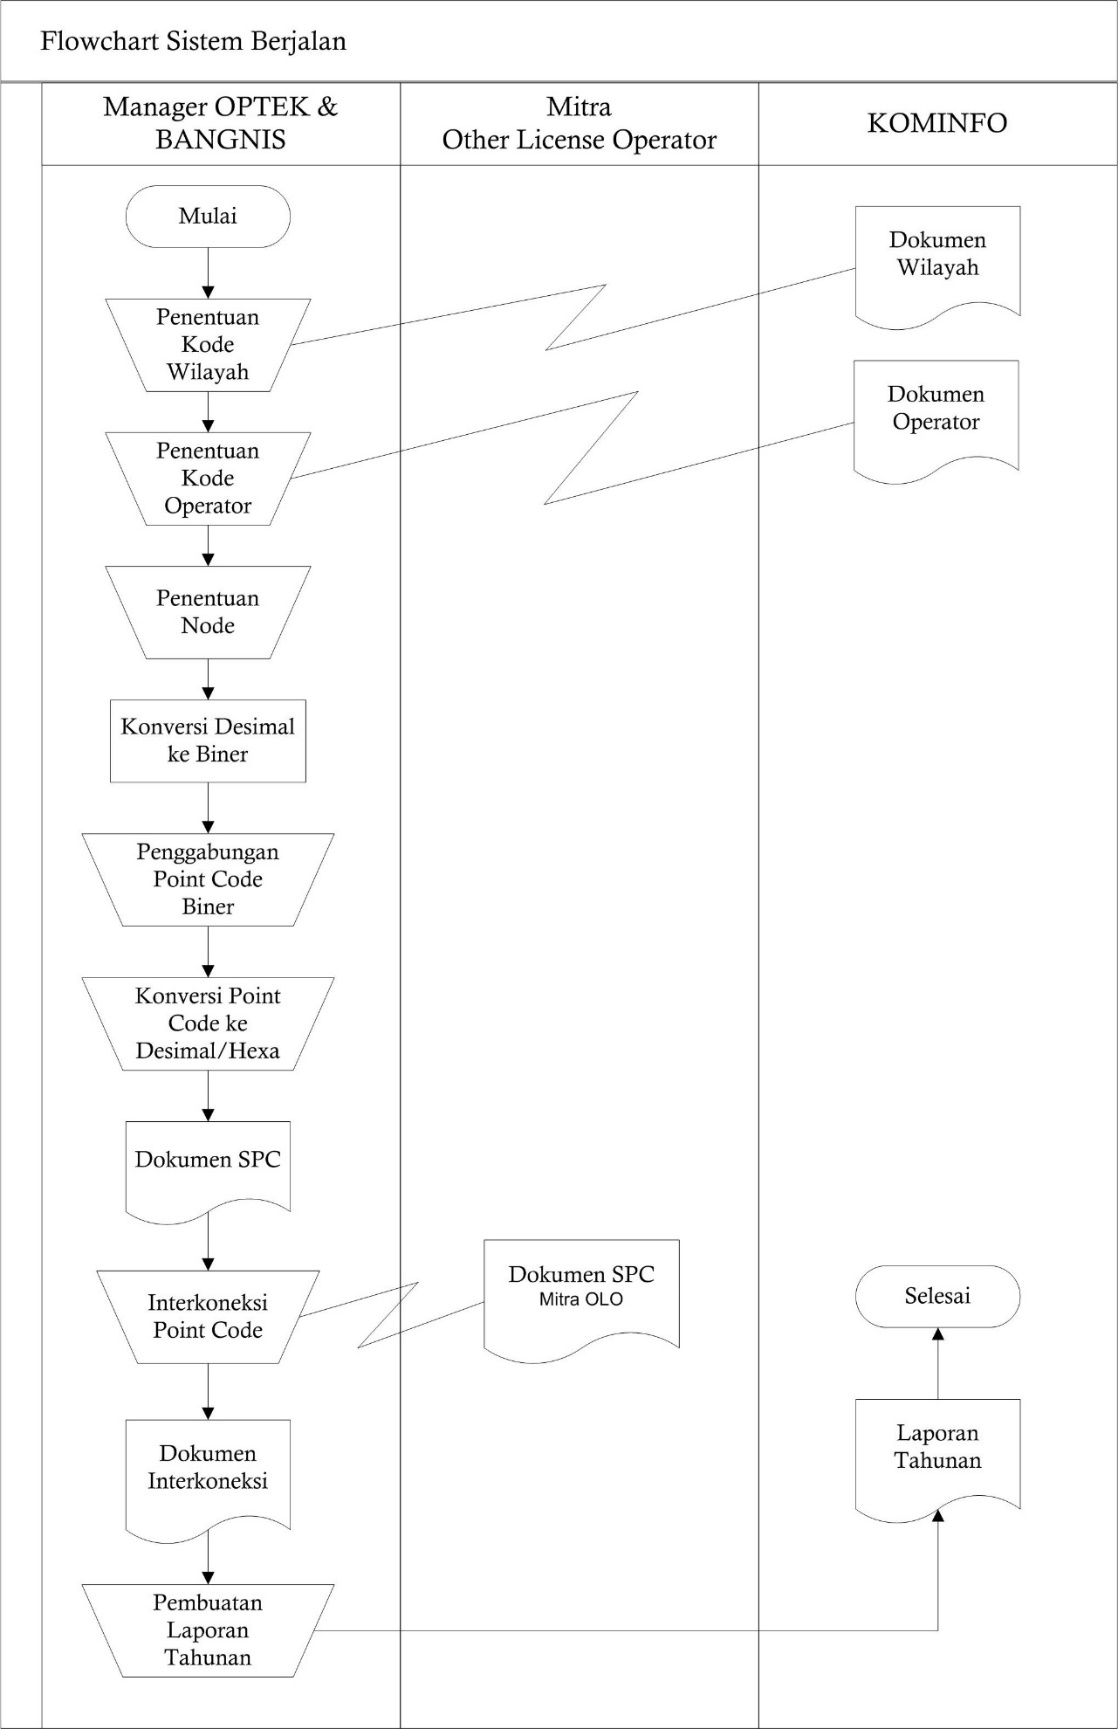 Flowchart Sistem Berjalan
Manager OPTEK &
BANGNIS
Mitra
Other License Operator
KOMINFO
Mulai
Penentuan
Kode
Wilayah
Dokumen
Wilayah
Penentuan
Kode
Operator
Dokumen
Operator
Penentuan
Node
Konversi Desimal
ke Biner
Penggabungan
Point Code
Biner
Konversi Point
Code ke
Desimal/Hexa
Dokumen SPC
Interkoneksi
Point Code
Dokumen SPC
Mitra OLO
Dokumen
Interkoneksi
Pembuatan
Laporan
Tahunan
Laporan
Tahunan
Selesai